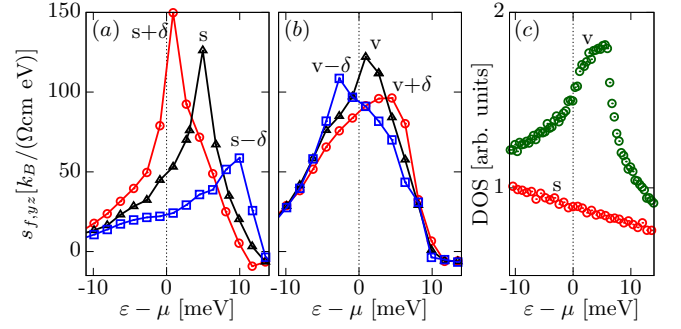 (a) s+δ s s−δ
(b) v−δ v v+δ
(c) v s
s_{f,yz}[k_B/(Ωcm eV)]
150
100
50
0
DOS [arb. units]
2
1
-10 0 10
-10 0 10
-10 0 10
ε − μ [meV]
ε − μ [meV]
ε − μ [meV]